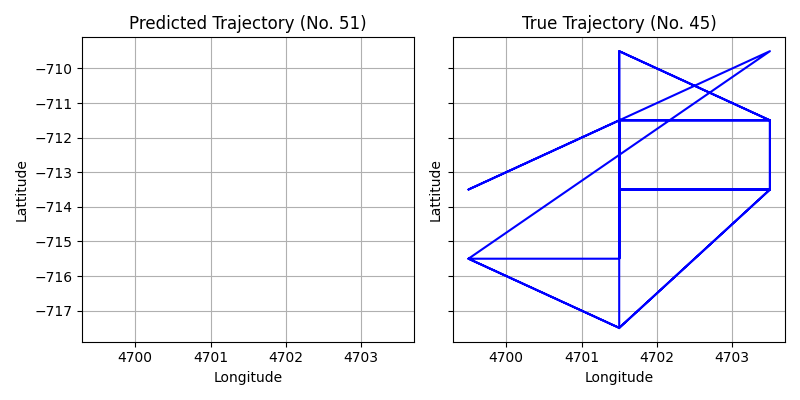 Predicted Trajectory (No. 51)
True Trajectory (No. 45)
Lattitude
−710
−711
−712
−713
−714
−715
−716
−717
4700
4701
4702
4703
Longitude
Lattitude
4700
4701
4702
4703
Longitude